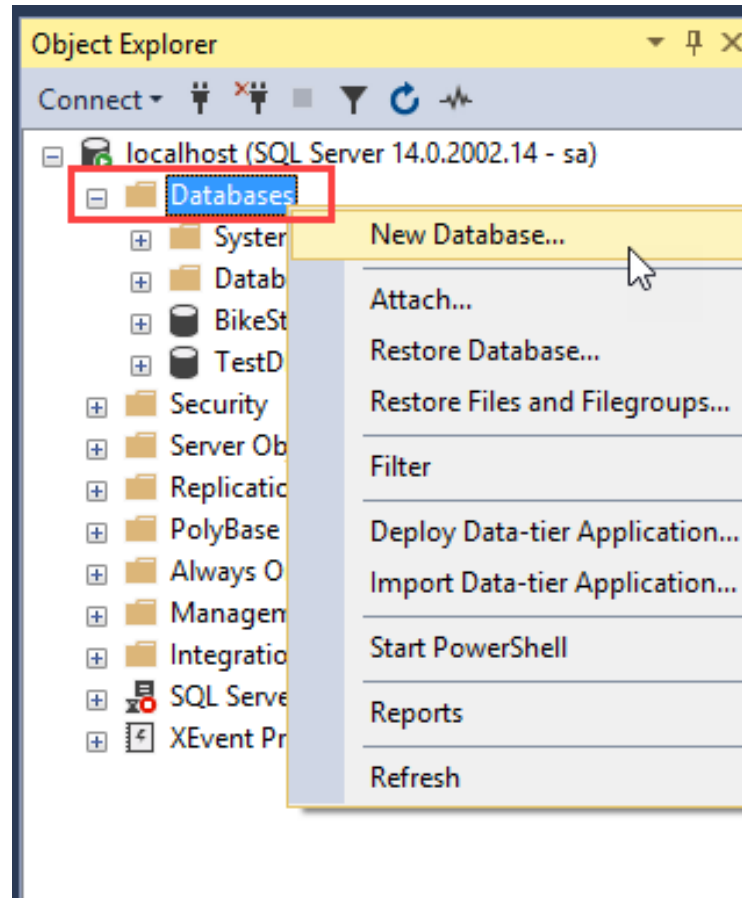 Object Explorer
Connect
localhost (SQL Server 14.0.2002.14 - sa)
Databases
Syster
Datab
BikeSt
TestD
Security
Server Ob
Replicatic
PolyBase
Always O
Managem
Integratio
SQL Serve
XEvent Pr
New Database...
Attach...
Restore Database...
Restore Files and Filegroups...
Filter
Deploy Data-tier Application...
Import Data-tier Application...
Start PowerShell
Reports
Refresh